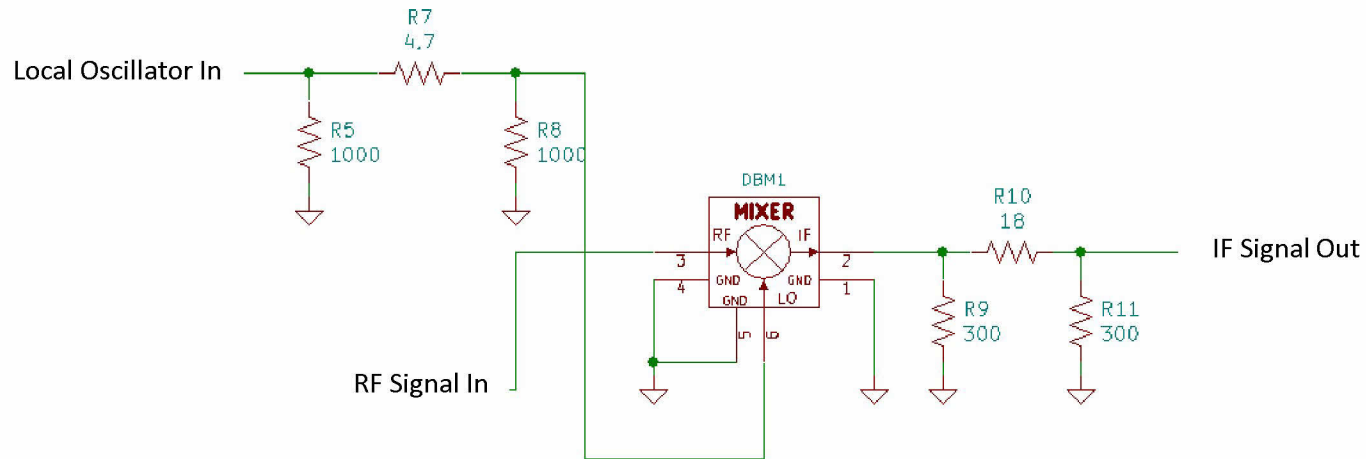 R7
4.7
Local Oscillator In
R5
1000
R8
1000
DBM1
MIXER
RF
IF
3
2
GND
GND
4
1
GND
LO
5
6
R10
18
IF Signal Out
R9
300
R11
300
RF Signal In